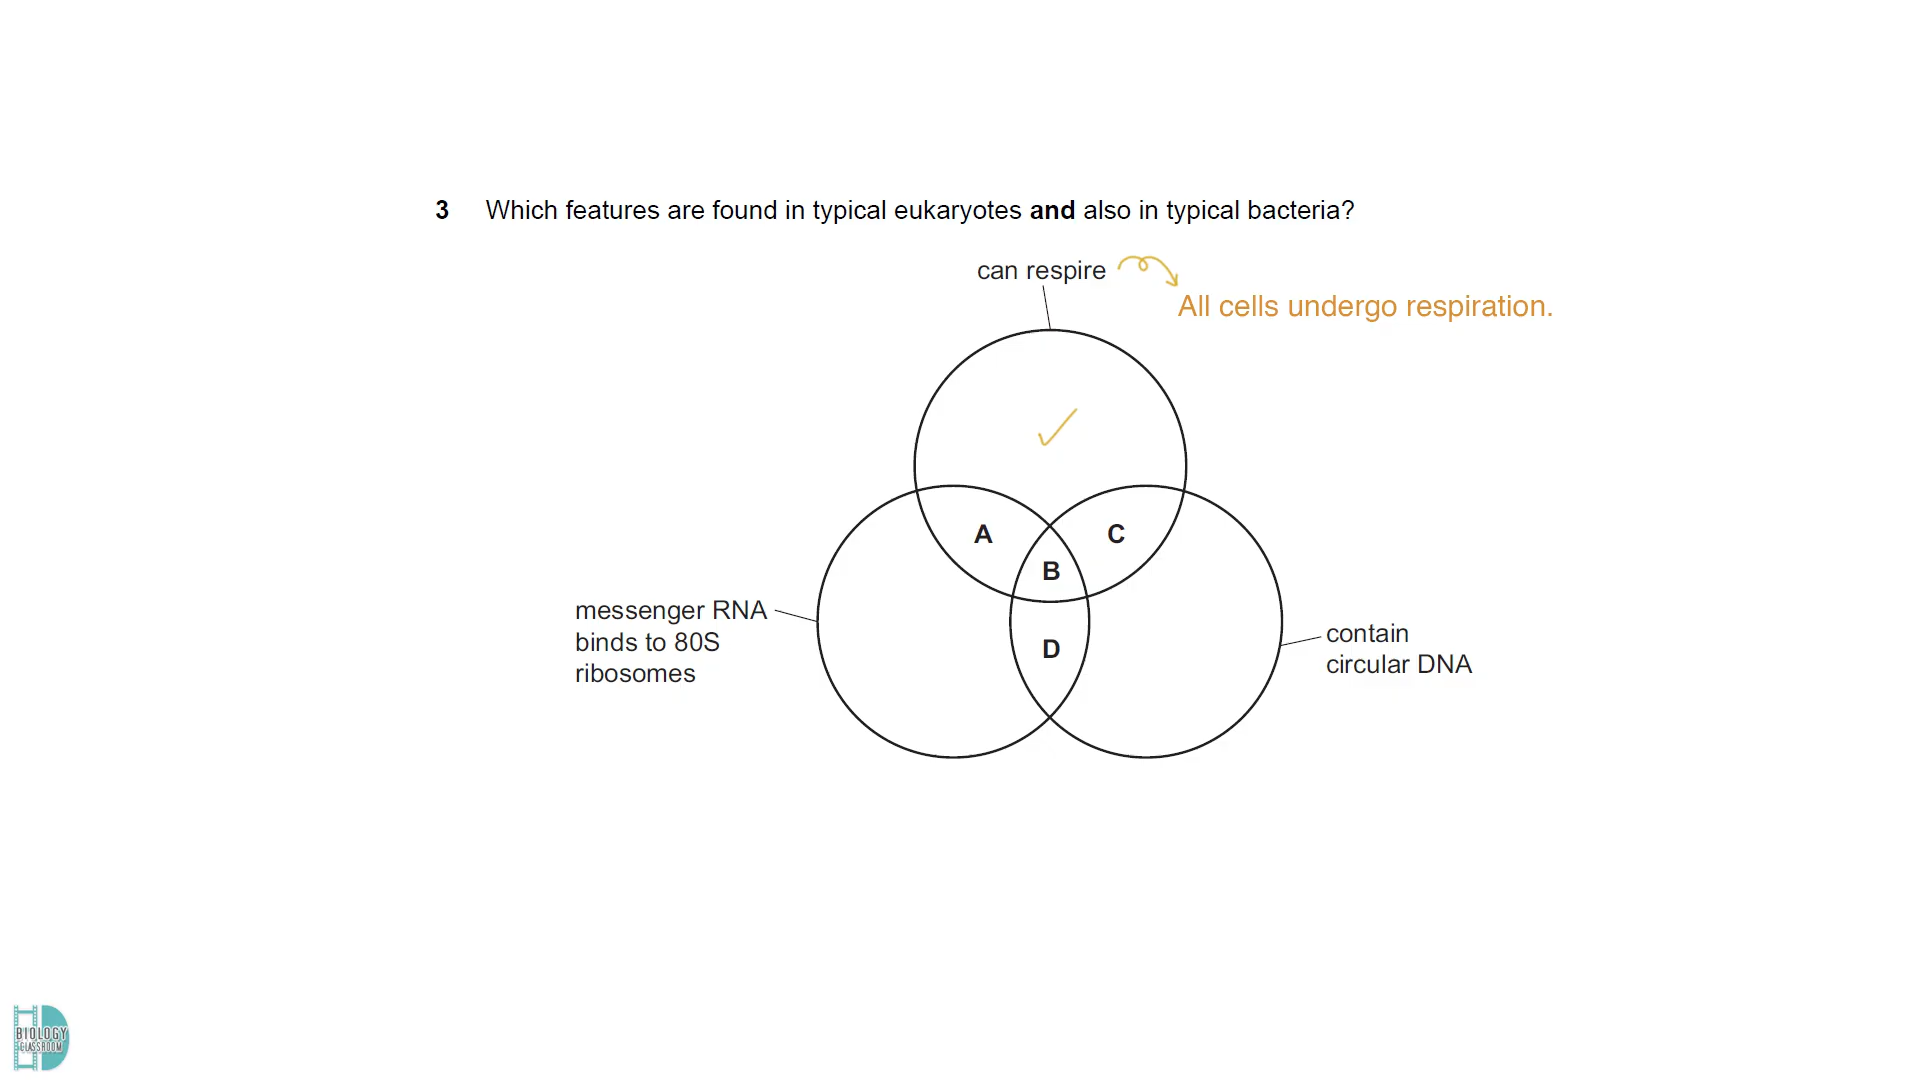 3 Which features are found in typical eukaryotes and also in typical bacteria?
can respire
All cells undergo respiration.
A
C
B
messenger RNA
binds to 80S
ribosomes
D
contain
circular DNA
BIOLOGY
CLASSROOM